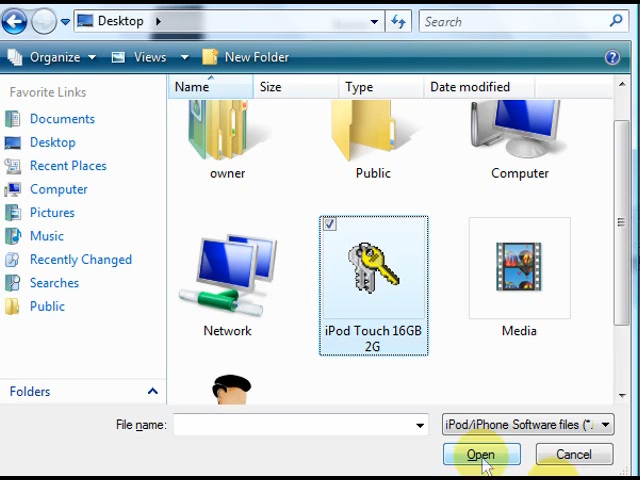 Desktop
Search
Organize
Views
New Folder
?
Favorite Links
Documents
Desktop
Recent Places
Computer
Pictures
Music
Recently Changed
Searches
Public
Folders
Name
Size
Type
Date modified
owner
Public
Computer
Network
iPod Touch 16GB
2G
Media
File name:
iPod/iPhone Software files (*.
Open
Cancel